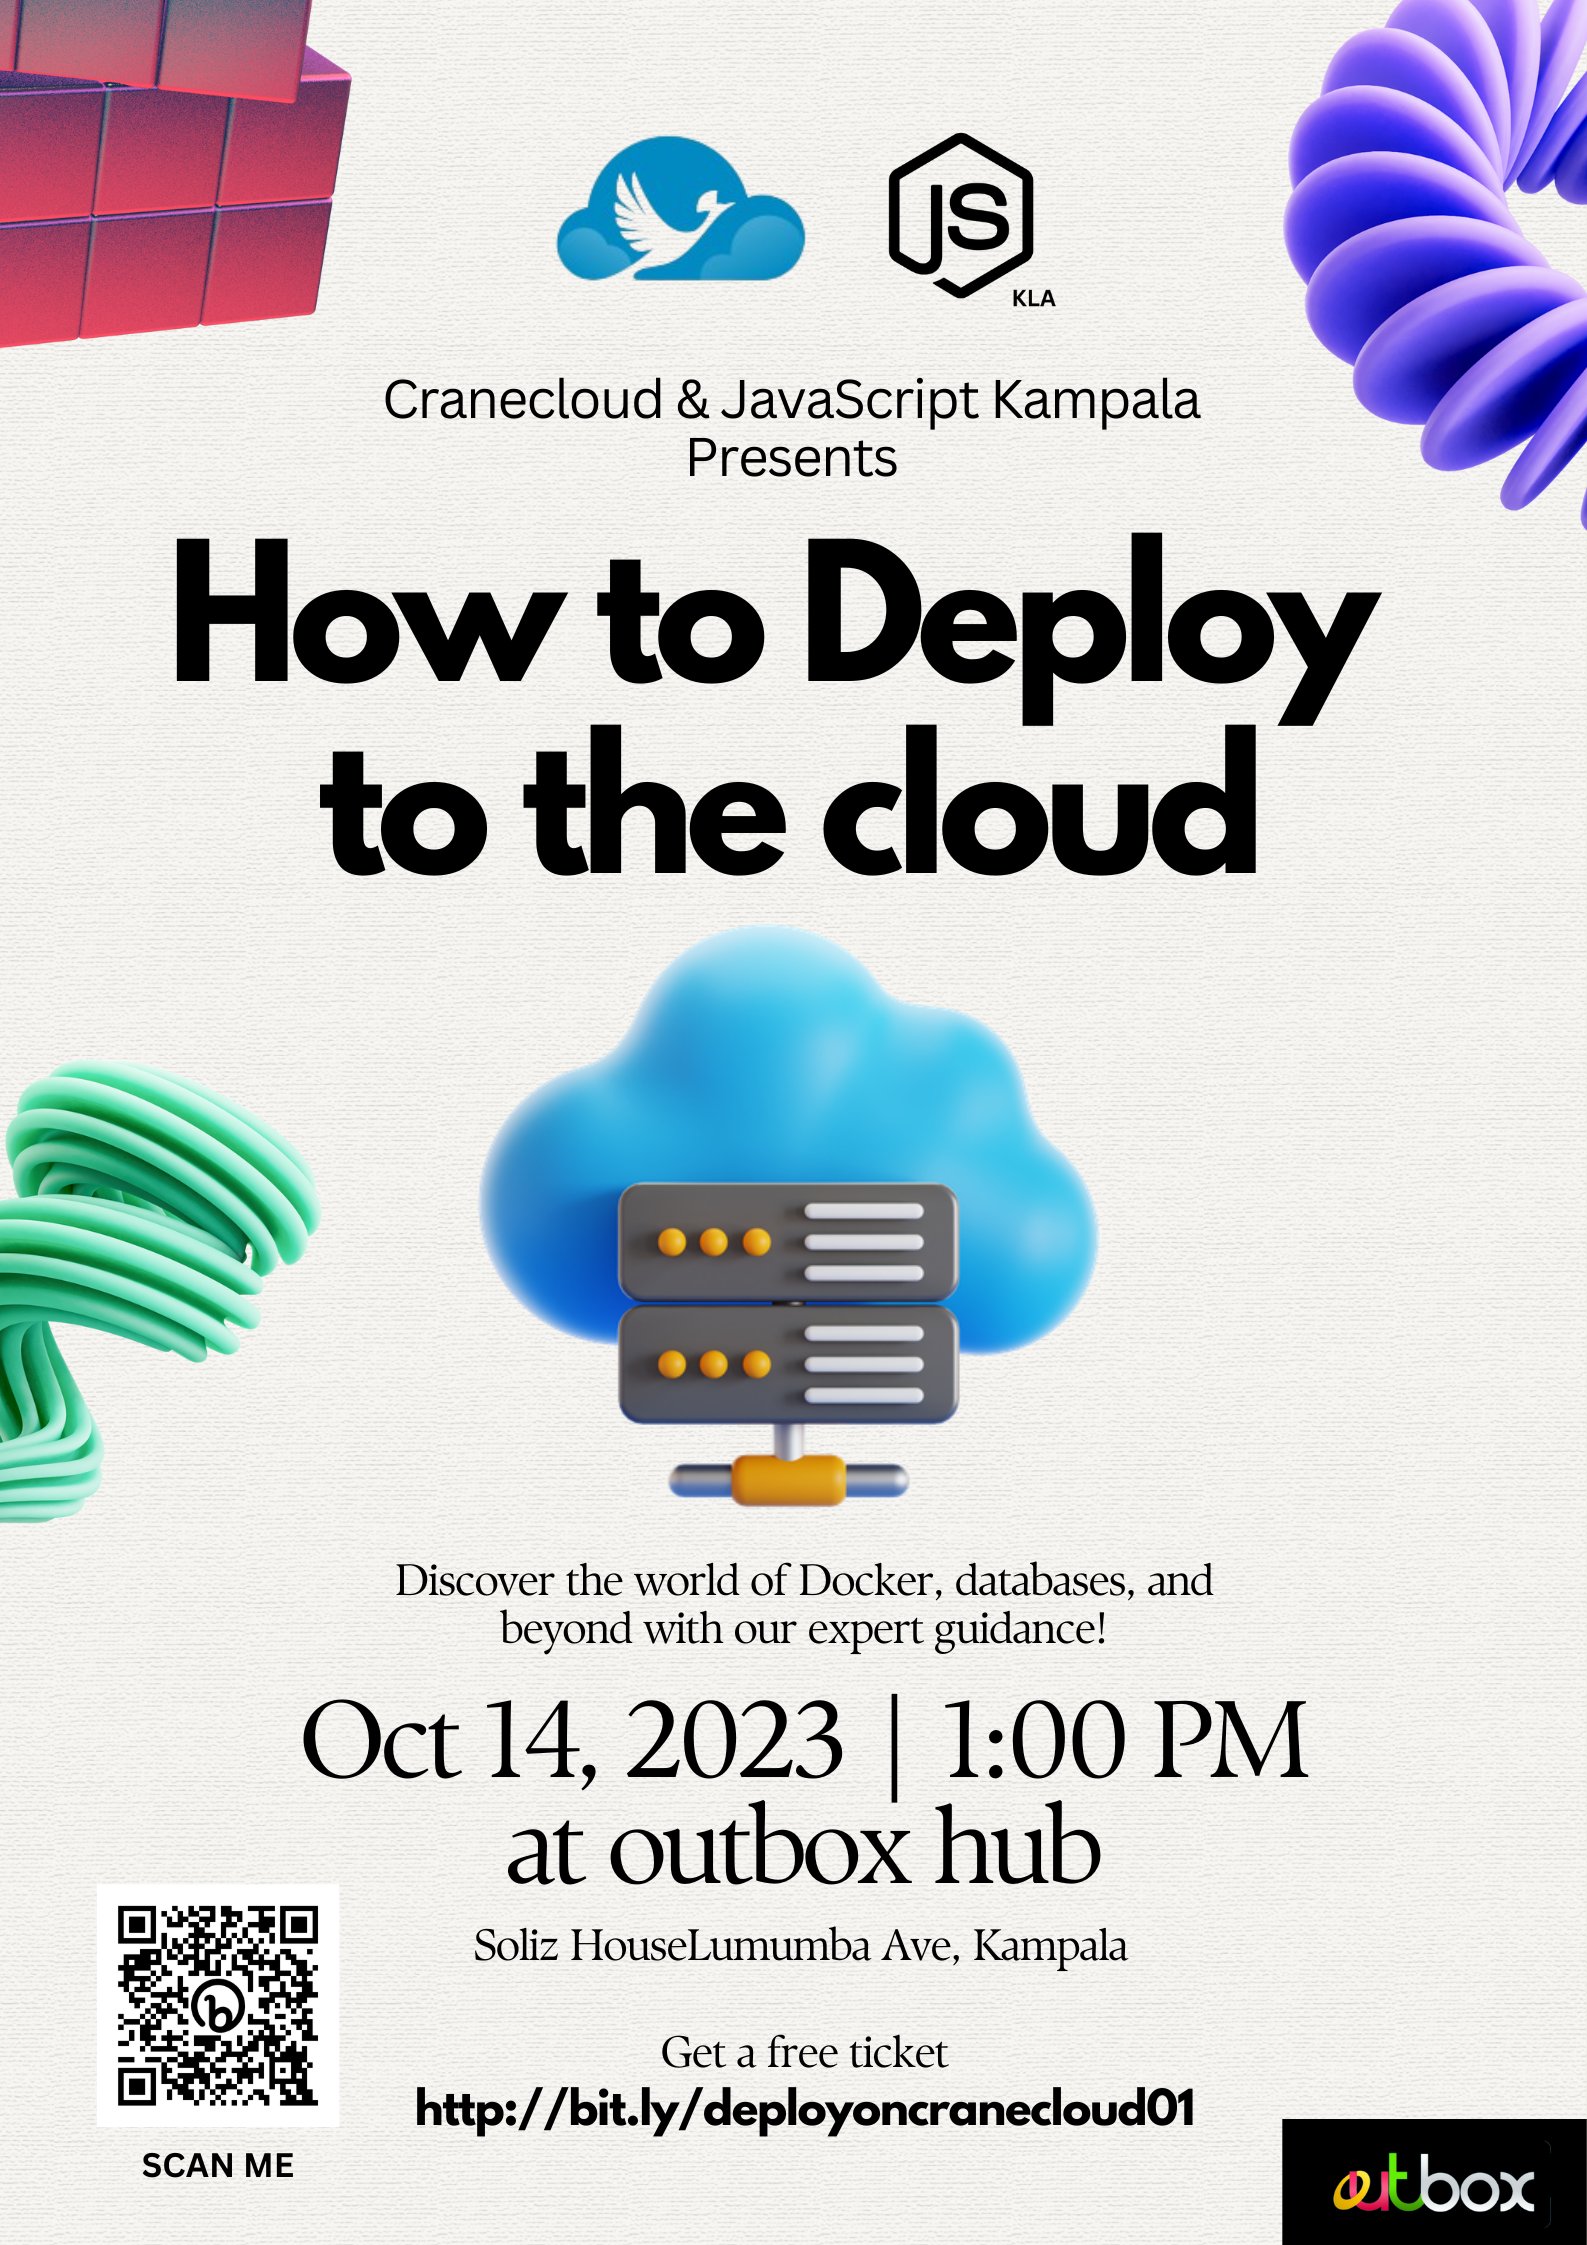 JS
KLA
Cranecloud & JavaScript Kampala
Presents
How to Deploy
to the cloud
Discover the world of Docker, databases, and
beyond with our expert guidance!
Oct 14, 2023 | 1:00 PM
at outbox hub
Soliz HouseLumumba Ave, Kampala
Get a free ticket
http://bit.ly/deployoncranecloud01
b
SCAN ME
outbox